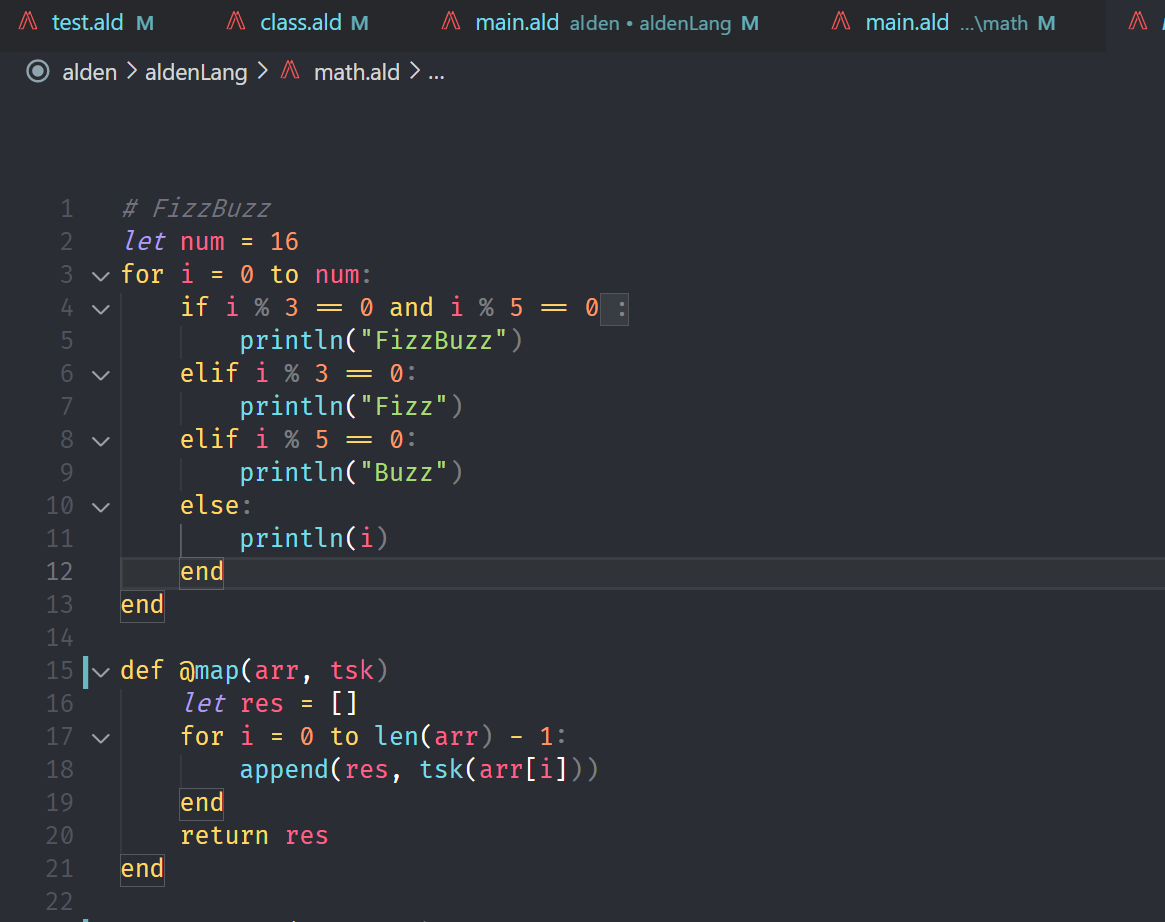 test.ald M class.ald M main.ald alden • aldenLang M main.ald ...\math M
alden > aldenLang > math.ald > ...
1 # FizzBuzz
2 let num = 16
3 for i = 0 to num:
4 if i % 3 == 0 and i % 5 == 0 :
5 println("FizzBuzz")
6 elif i % 3 == 0:
7 println("Fizz")
8 elif i % 5 == 0:
9 println("Buzz")
10 else:
11 println(i)
12 end
13 end
14
15 def @map(arr, tsk)
16 let res = []
17 for i = 0 to len(arr) - 1:
18 append(res, tsk(arr[i]))
19 end
20 return res
21 end
22